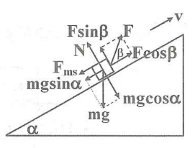 v
Fsinβ
F
N
β
Fcosβ
Fms
mgsinα
mgcosα
mg
α